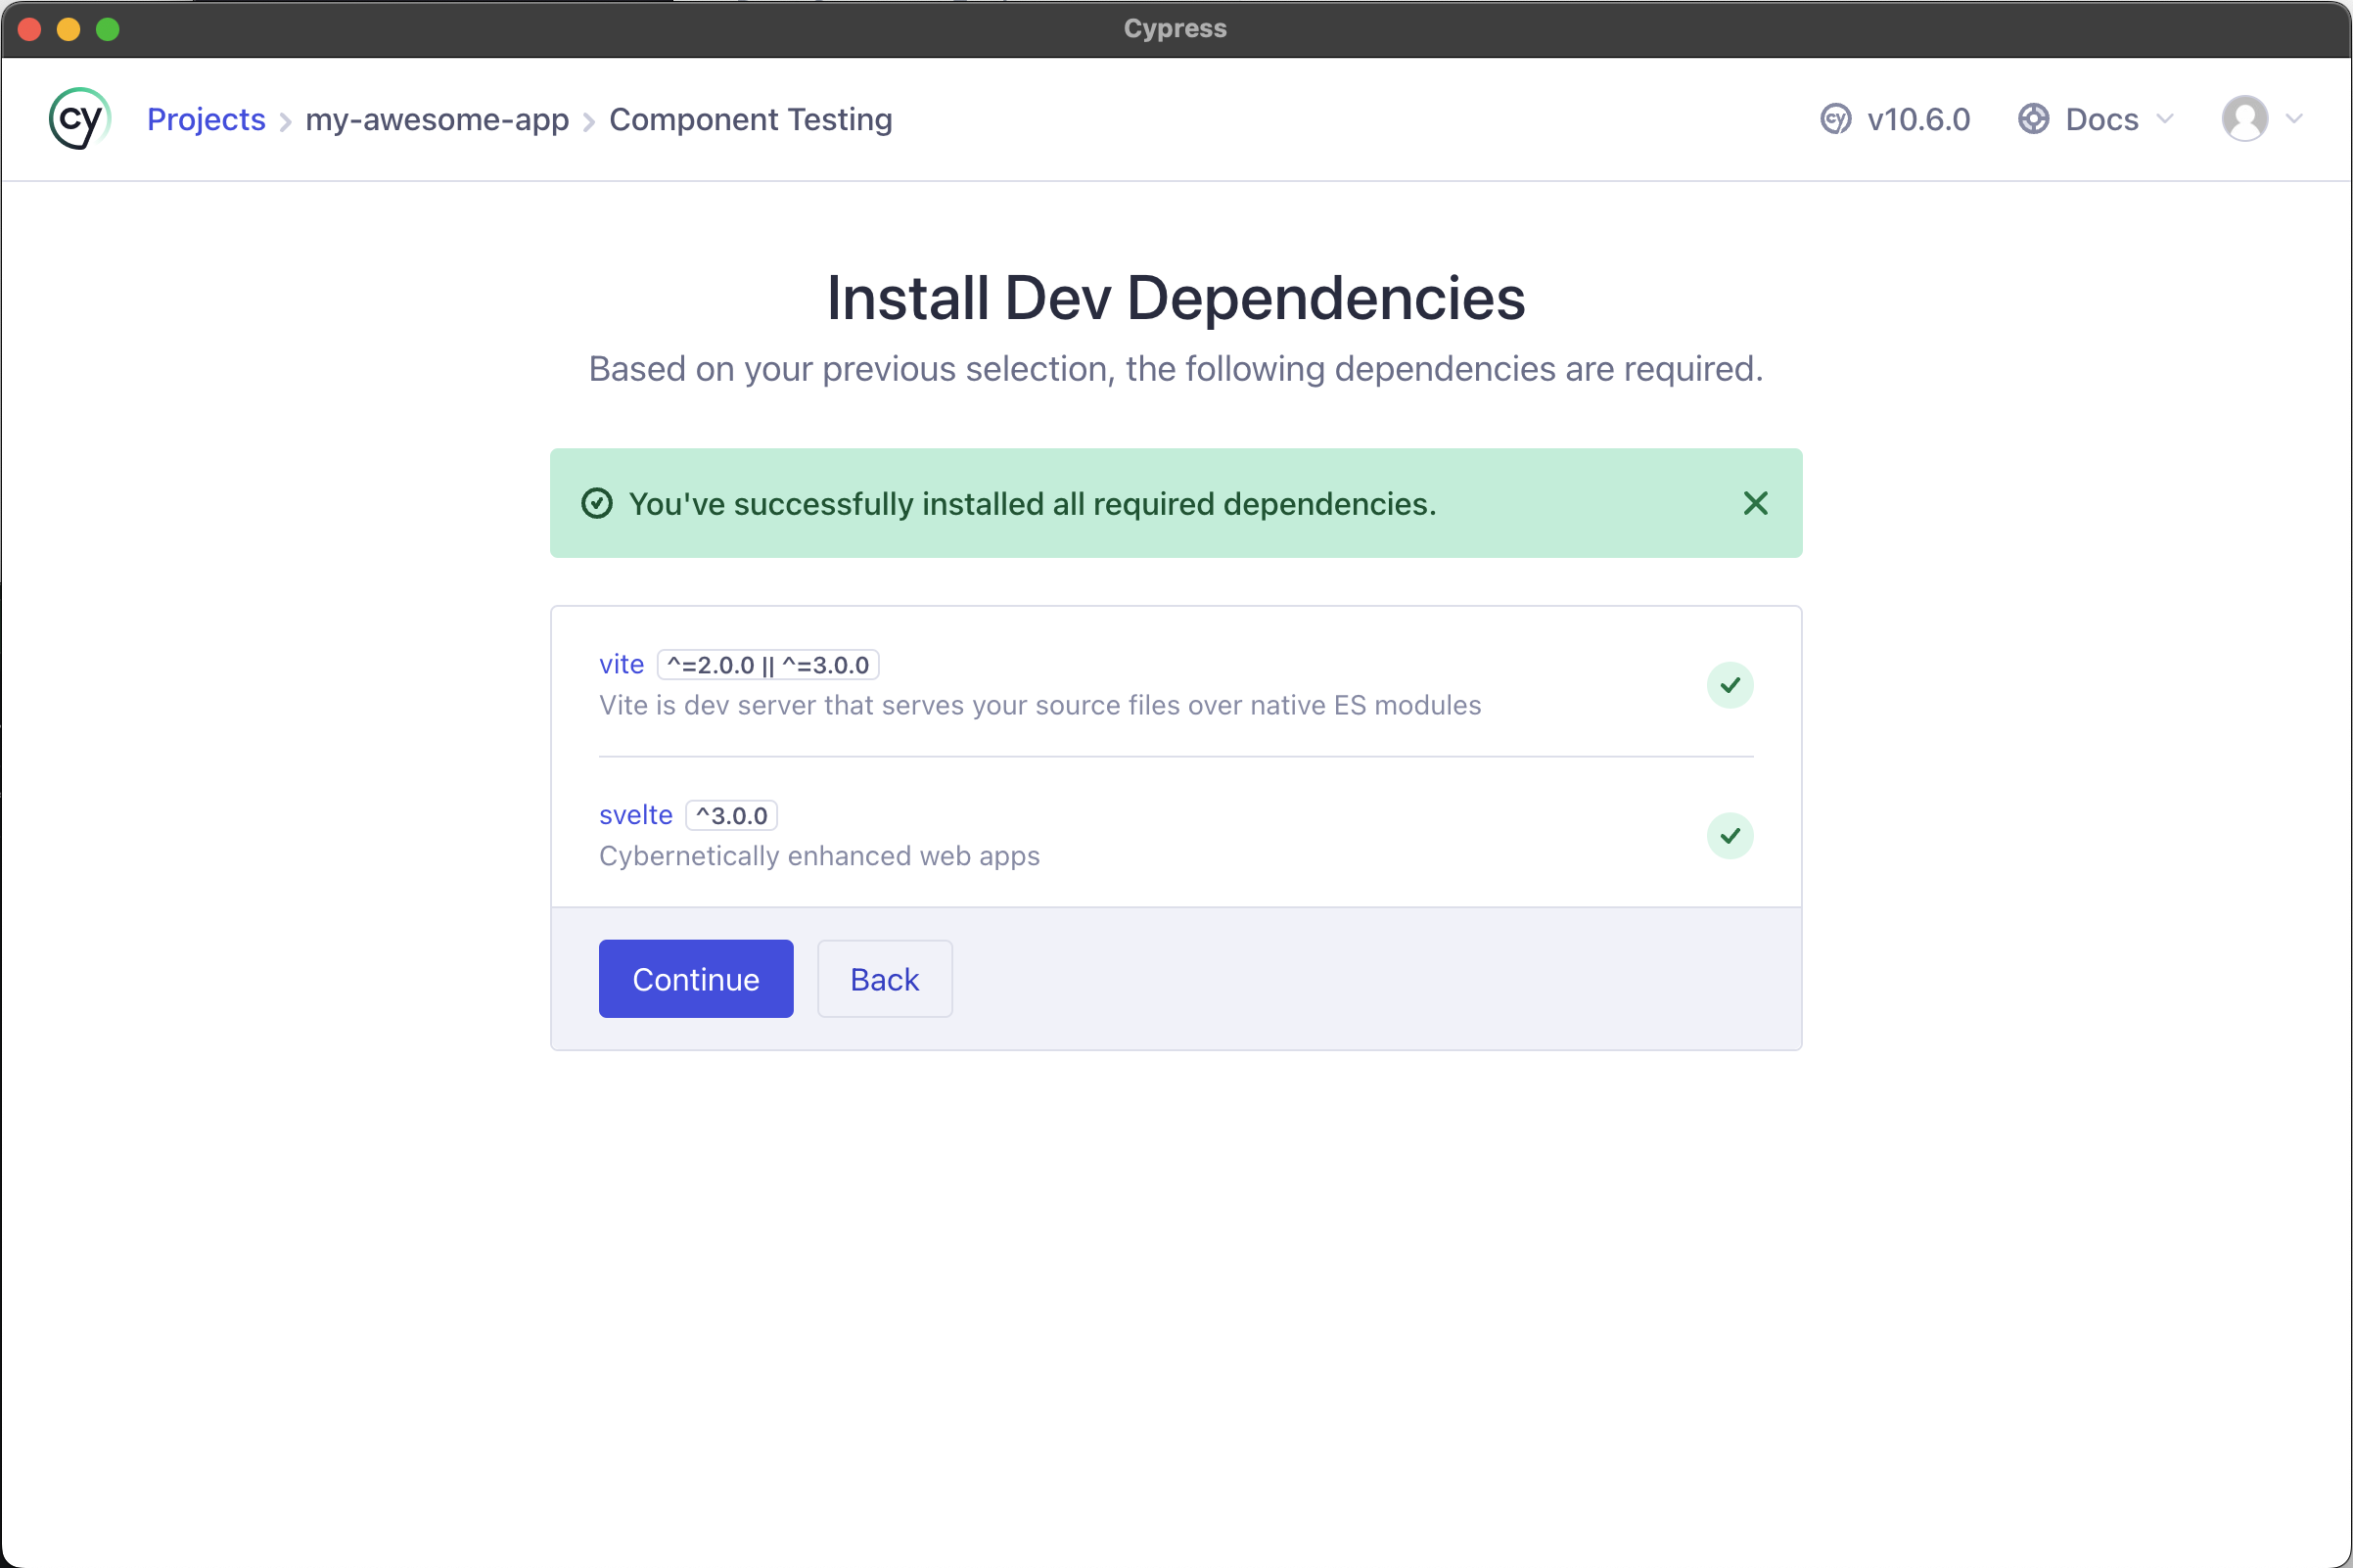 Cypress
cy Projects my-awesome-app Component Testing cy v10.6.0 Docs
Install Dev Dependencies
Based on your previous selection, the following dependencies are required.
You've successfully installed all required dependencies.
vite ^=2.0.0 || ^=3.0.0
Vite is dev server that serves your source files over native ES modules
svelte ^3.0.0
Cybernetically enhanced web apps
Continue Back